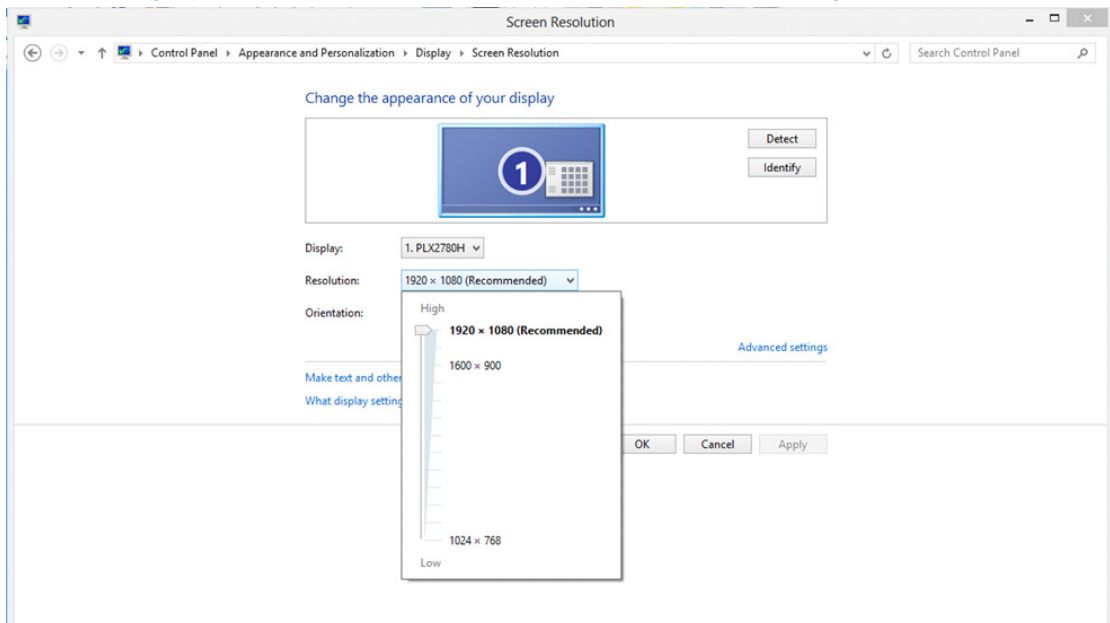 Screen Resolution
Control Panel Appearance and Personalization Display Screen Resolution Search Control Panel
Change the appearance of your display
1
Detect
Identify
Display: 1. PLX2780H
Resolution: 1920 × 1080 (Recommended)
Orientation:
High
1920 × 1080 (Recommended)
Advanced settings
1600 × 900
Make text and other
What display setting
OK Cancel Apply
1024 × 768
Low